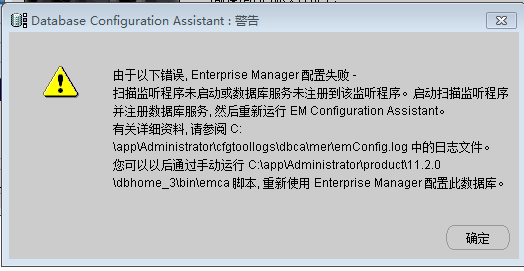 Database Configuration Assistant : 警告
由于以下错误, Enterprise Manager 配置失败 -
扫描监听程序未启动或数据库服务未注册到该监听程序。启动扫描监听程序
并注册数据库服务, 然后重新运行 EM Configuration Assistant。
有关详细资料, 请参阅 C:
\app\Administrator\cfgtoollogs\dbca\mer\emConfig.log 中的日志文件。
您可以以后通过手动运行 C:\app\Administrator\product\11.2.0
\dbhome_3\bin\emca 脚本, 重新使用 Enterprise Manager 配置此数据库。
确定